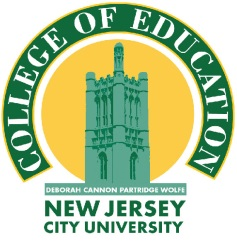 COLLEGE OF EDUCATION
DEBORAH CANNON PARTRIDGE WOLFE
NEW JERSEY
CITY UNIVERSITY